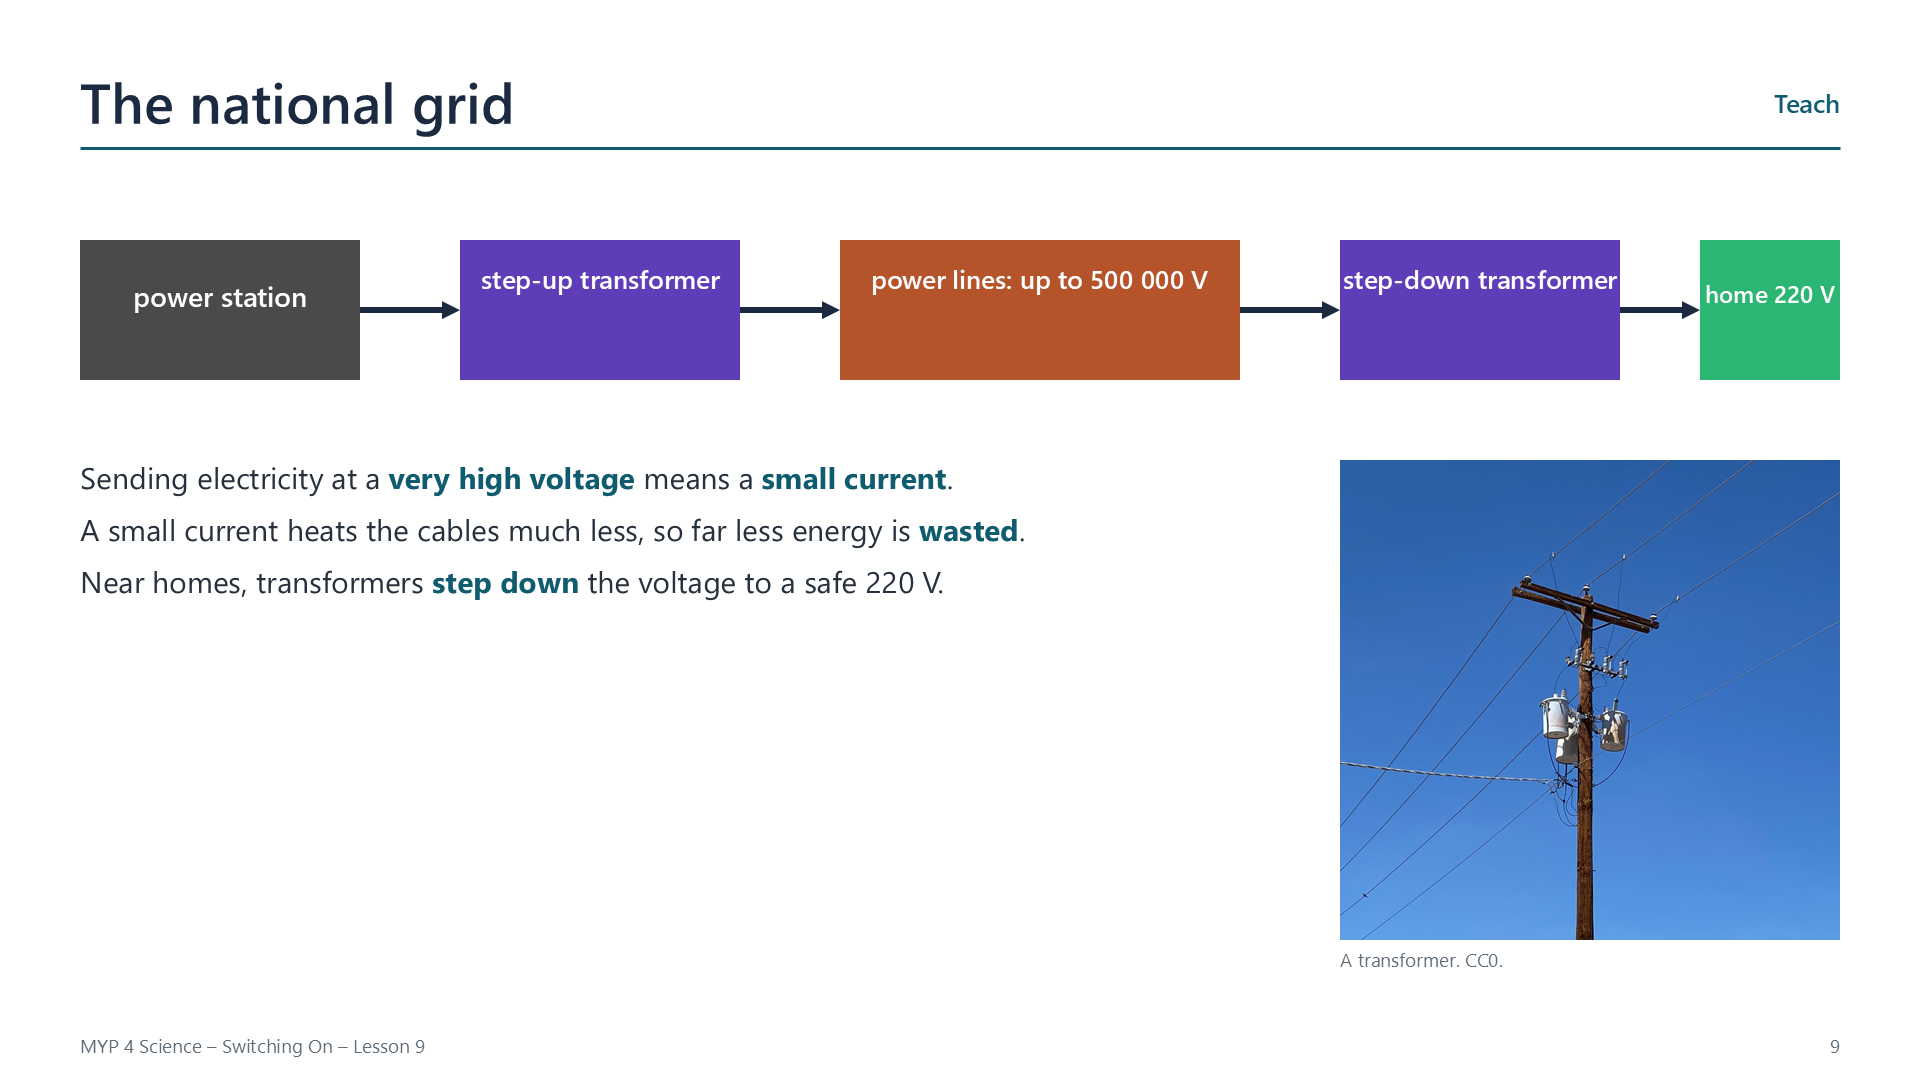 The national grid
Teach
power station
step-up transformer
power lines: up to 500 000 V
step-down transformer
home 220 V
Sending electricity at a very high voltage means a small current.
A small current heats the cables much less, so far less energy is wasted.
Near homes, transformers step down the voltage to a safe 220 V.
A transformer. CC0.
MYP 4 Science – Switching On – Lesson 9
9